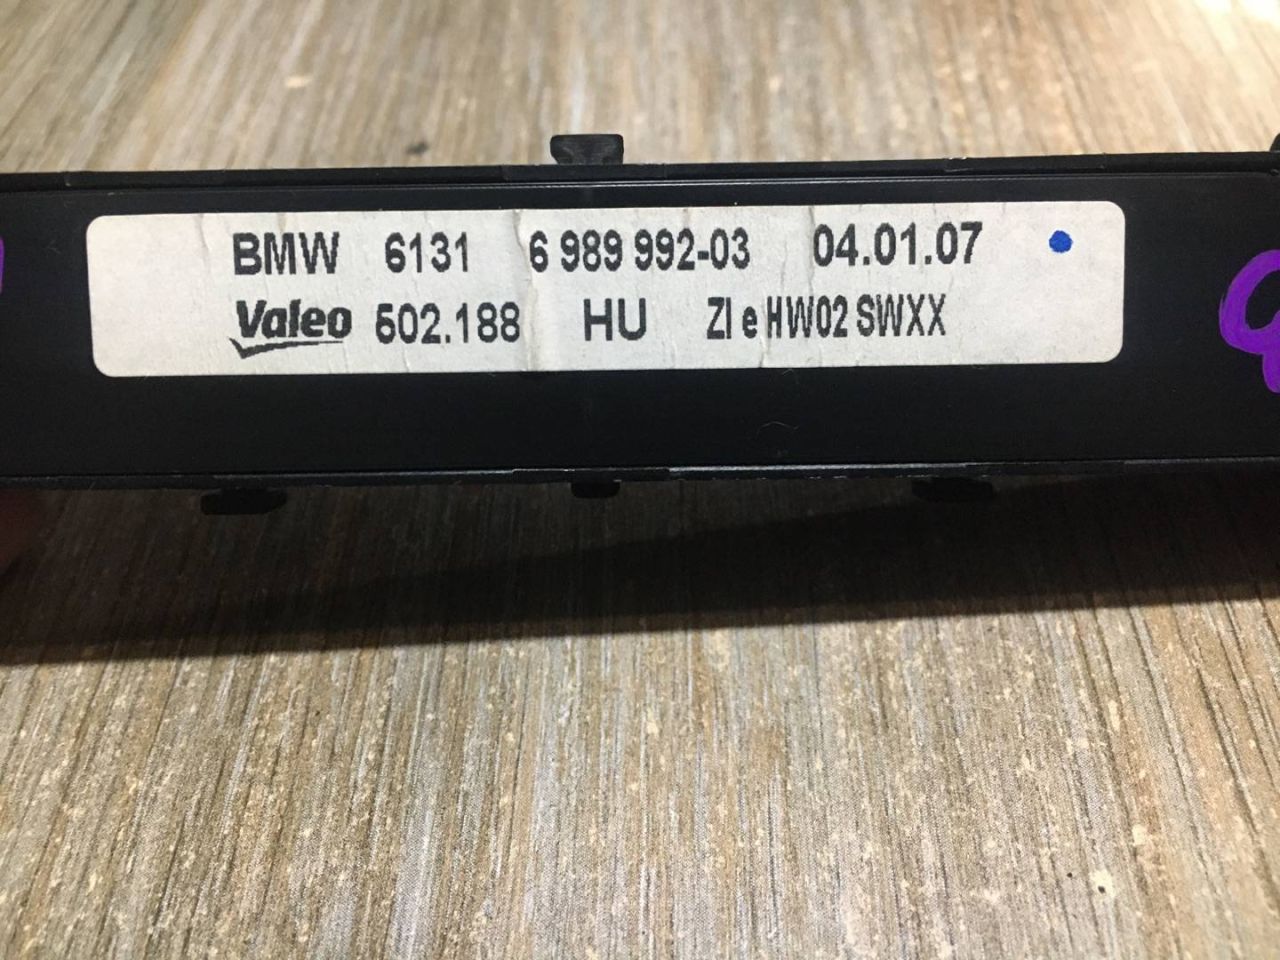 BMW 6131 6 989 992-03 04.01.07
Valeo 502.188 HU ZI e HW02 SWXX